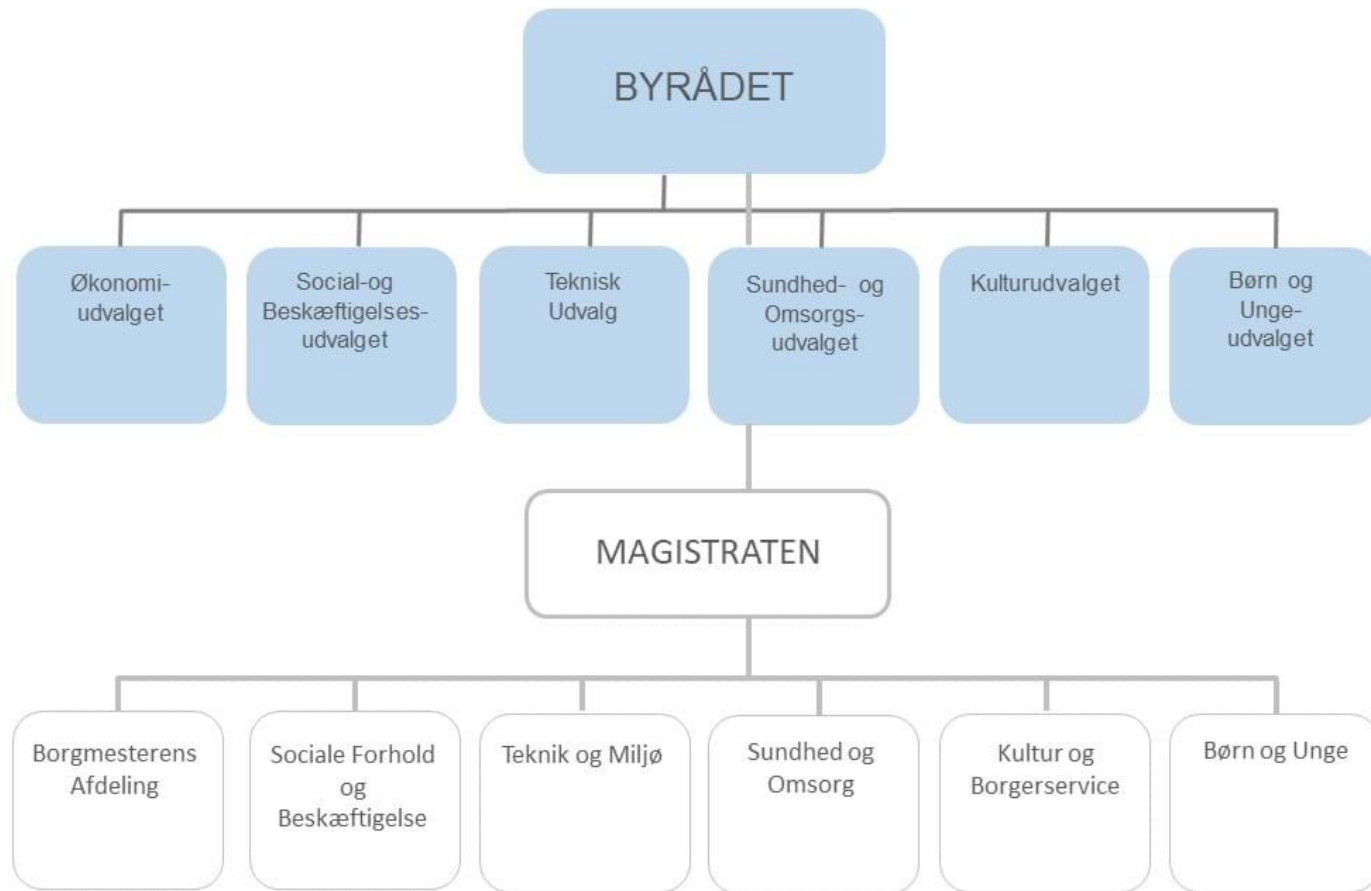 BYRÅDET
Økonomi-
udvalget
Social-og
Beskæftigelses-
udvalget
Teknisk
Udvalg
Sundhed- og
Omsorgs-
udvalget
Kulturudvalget
Børn og
Unge-
udvalget
MAGISTRATEN
Borgmesterens
Afdeling
Sociale Forhold
og
Beskæftigelse
Teknik og Miljø
Sundhed og
Omsorg
Kultur og
Borgerservice
Børn og Unge